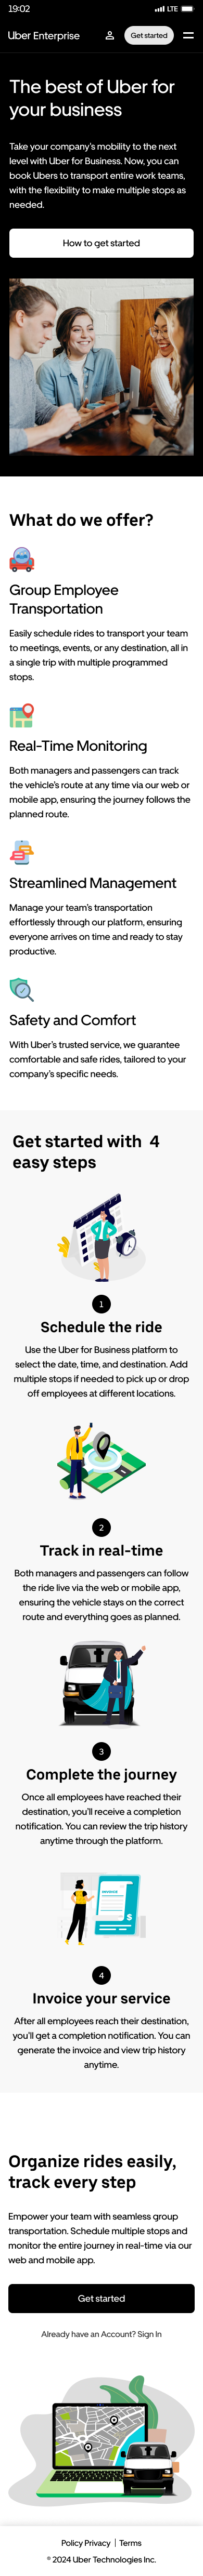 19:02
LTE
Uber Enterprise
Get started
The best of Uber for
your business
Take your company's mobility to the next
level with Uber for Business. Now, you can
book Ubers to transport entire work teams,
with the flexibility to make multiple stops as
needed.
How to get started
What do we offer?
Group Employee
Transportation
Easily schedule rides to transport your team
to meetings, events, or any destination, all in
a single trip with multiple programmed
stops.
Real-Time Monitoring
Both managers and passengers can track
the vehicle's route at any time via our web or
mobile app, ensuring the journey follows the
planned route.
Streamlined Management
Manage your team's transportation
effortlessly through our platform, ensuring
everyone arrives on time and ready to stay
productive.
Safety and Comfort
With Uber's trusted service, we guarantee
comfortable and safe rides, tailored to your
company's specific needs.
Get started with 4
easy steps
1
Schedule the ride
Use the Uber for Business platform to
select the date, time, and destination. Add
multiple stops if needed to pick up or drop
off employees at different locations.
2
Track in real-time
Both managers and passengers can follow
the ride live via the web or mobile app,
ensuring the vehicle stays on the correct
route and everything goes as planned.
3
Complete the journey
Once all employees have reached their
destination, you'll receive a completion
notification. You can review the trip history
anytime through the platform.
INVOICE
$
4
Invoice your service
After all employees reach their destination,
you'll get a completion notification. You can
generate the invoice and view trip history
anytime.
Organize rides easily,
track every step
Empower your team with seamless group
transportation. Schedule multiple stops and
monitor the entire journey in real-time via our
web and mobile app.
Get started
Already have an Account? Sign In
Policy Privacy | Terms
© 2024 Uber Technologies Inc.